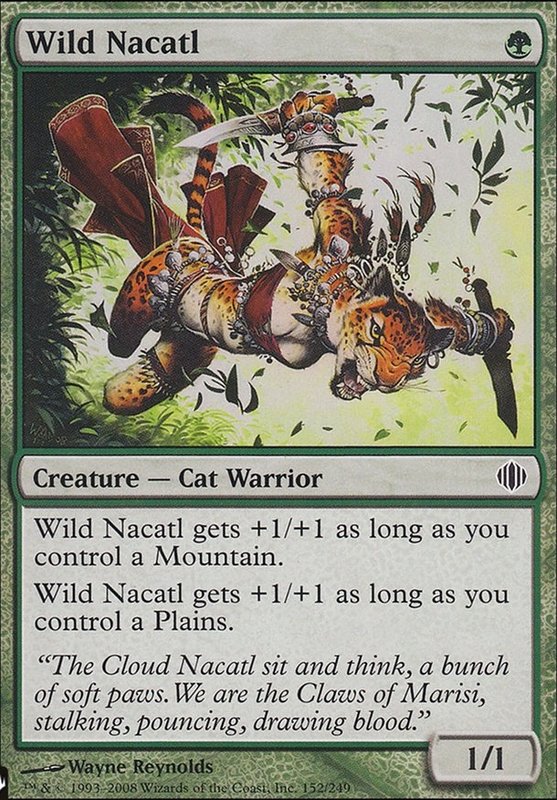 Wild Nacatl
Creature — Cat Warrior
Wild Nacatl gets +1/+1 as long as you
control a Mountain.
Wild Nacatl gets +1/+1 as long as you
control a Plains.
“The Cloud Nacatl sit and think, a bunch
of soft paws. We are the Claws of Marisi,
stalking, pouncing, drawing blood.”
1/1
Wayne Reynolds
™ & © 1993–2008 Wizards of the Coast, Inc. 152/249